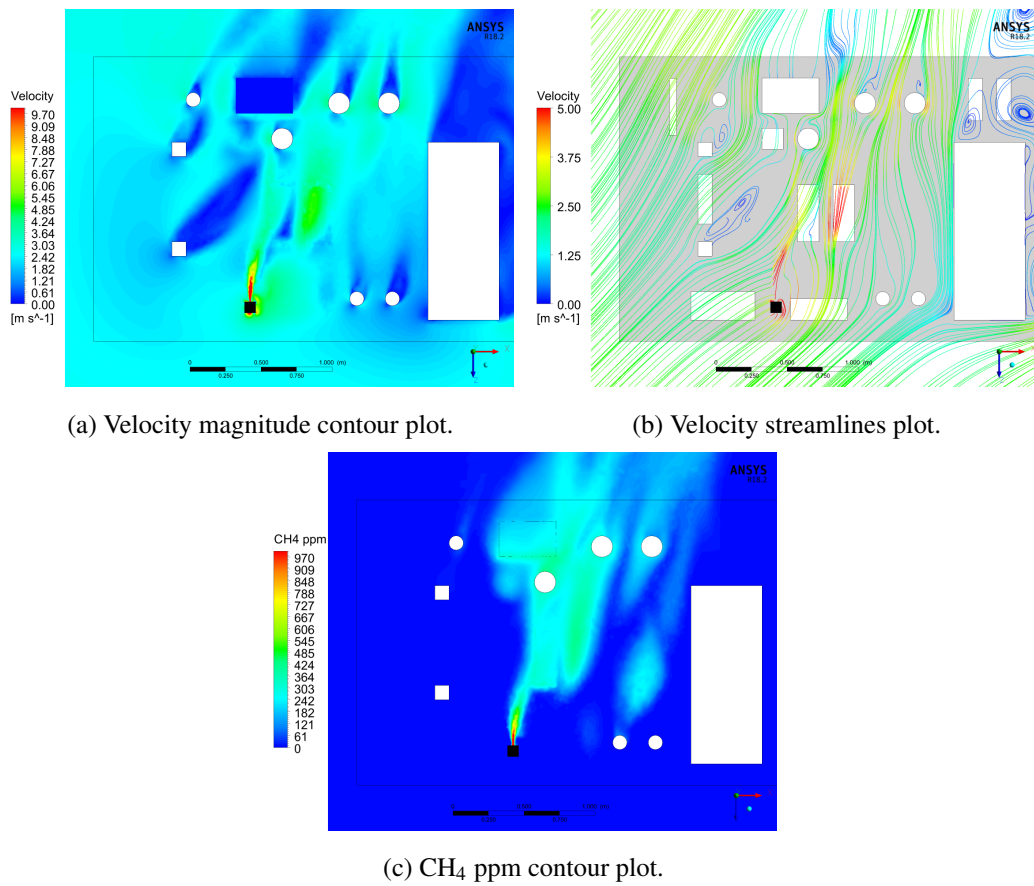 ANSYS
R18.2
Velocity
9.70
9.09
8.48
7.88
7.27
6.67
6.06
5.45
4.85
4.24
3.64
3.03
2.42
1.82
1.21
0.61
0.00
[m s^-1]
0 0.500 1.000 (m)
0.250 0.750
X
Z
(a) Velocity magnitude contour plot.
ANSYS
R18.2
Velocity
5.00
3.75
2.50
1.25
0.00
[m s^-1]
0 0.500 1.000 (m)
0.250 0.750
Z
(b) Velocity streamlines plot.
ANSYS
R18.2
CH4 ppm
970
909
848
788
727
667
606
545
485
424
364
303
242
182
121
61
0
0 0.500 1.000 (m)
0.250 0.750
(c) CH₄ ppm contour plot.